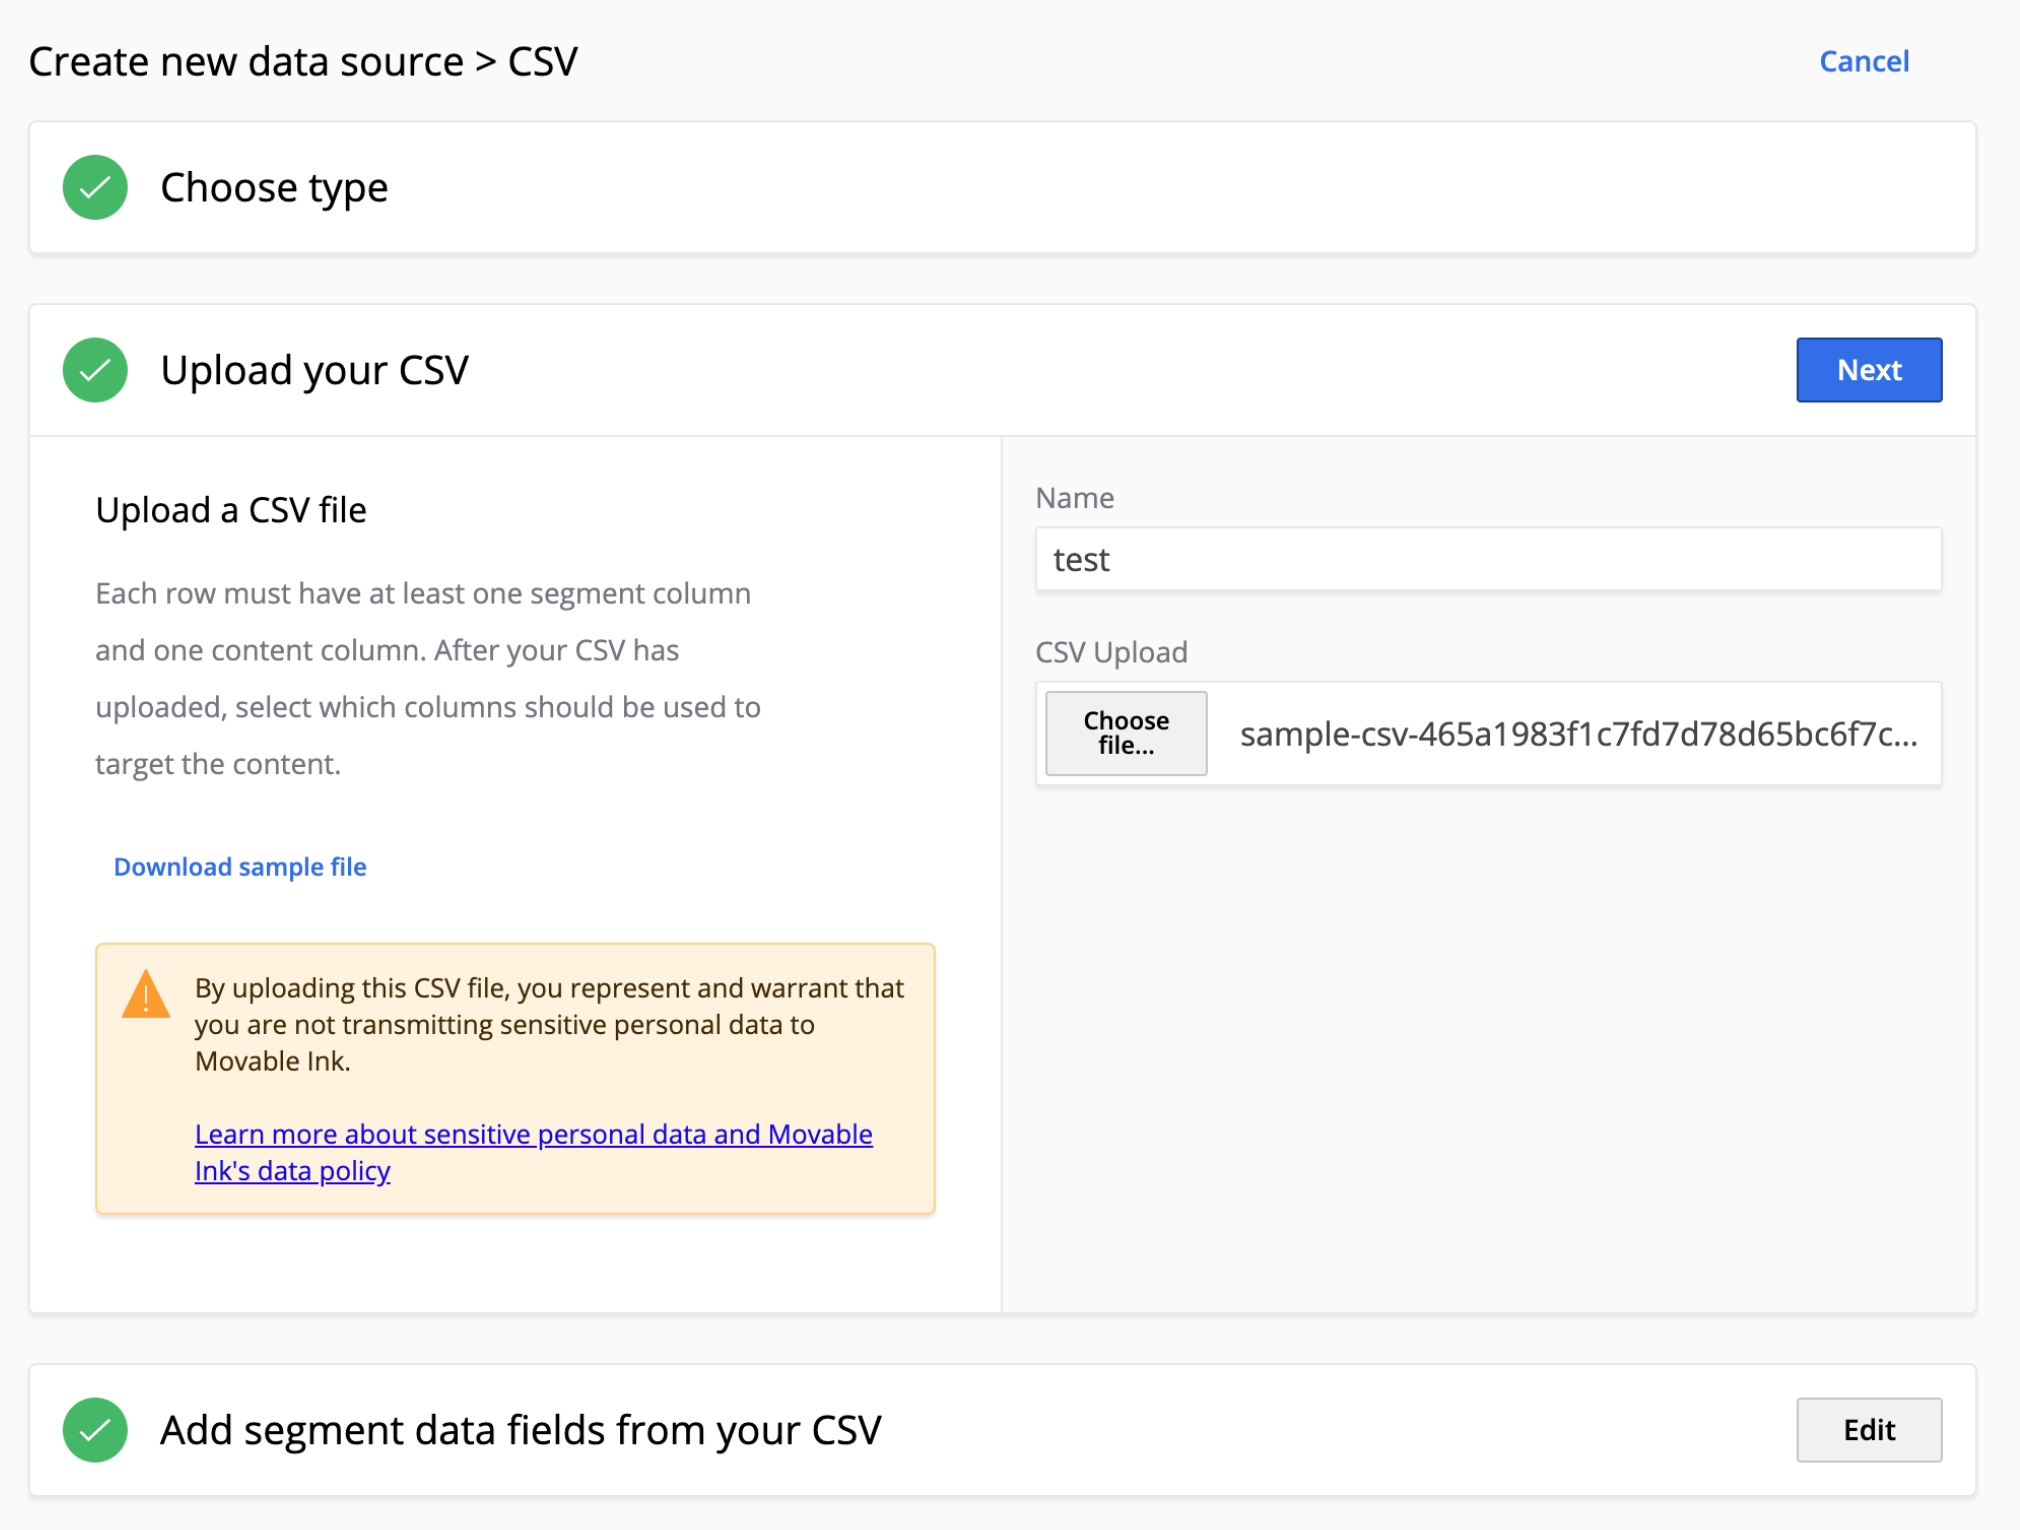 Create new data source > CSV
Cancel
Choose type
Upload your CSV
Next
Upload a CSV file
Each row must have at least one segment column
and one content column. After your CSV has
uploaded, select which columns should be used to
target the content.
Download sample file
By uploading this CSV file, you represent and warrant that
you are not transmitting sensitive personal data to
Movable Ink.
Learn more about sensitive personal data and Movable
Ink's data policy
Name
test
CSV Upload
Choose
file...
sample-csv-465a1983f1c7fd7d78d65bc6f7c...
Add segment data fields from your CSV
Edit